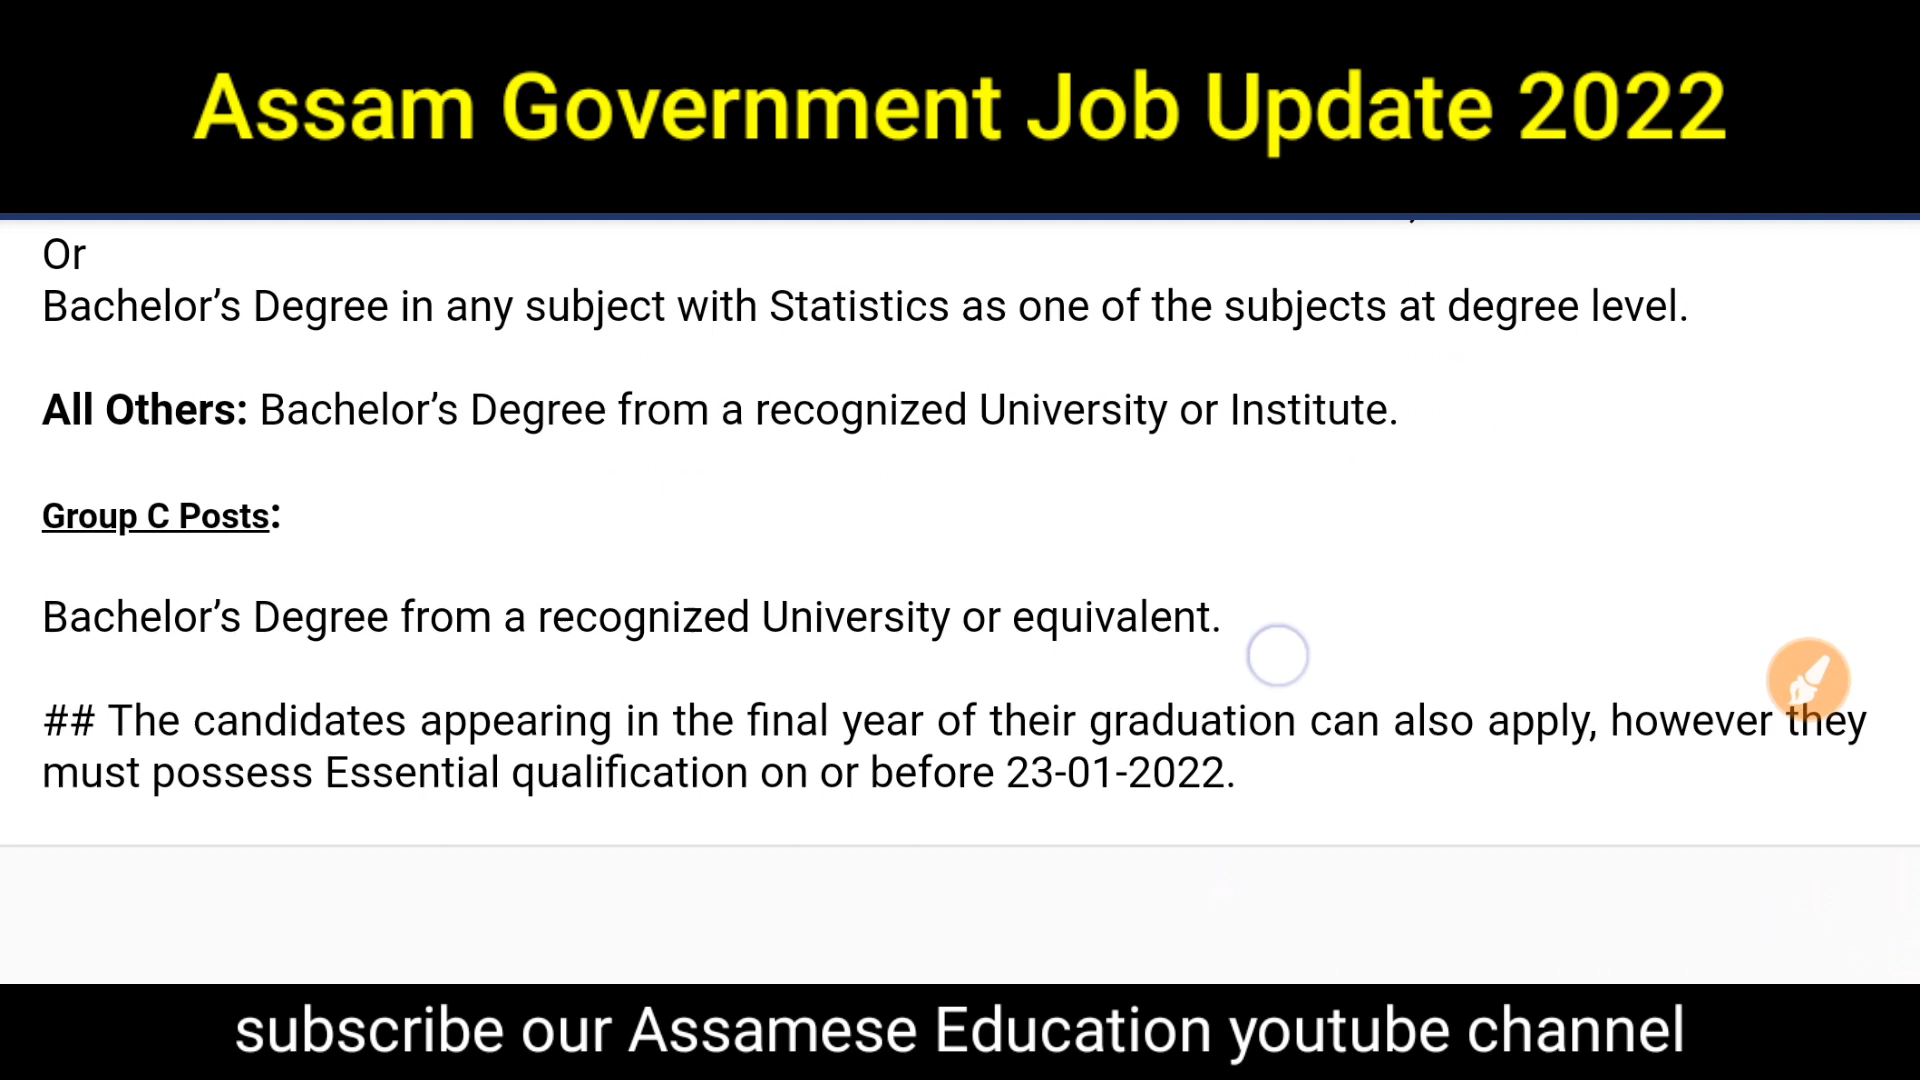 Assam Government Job Update 2022
Or
Bachelor’s Degree in any subject with Statistics as one of the subjects at degree level.
All Others: Bachelor’s Degree from a recognized University or Institute.
Group C Posts:
Bachelor’s Degree from a recognized University or equivalent.
## The candidates appearing in the final year of their graduation can also apply, however they
must possess Essential qualification on or before 23-01-2022.
subscribe our Assamese Education youtube channel